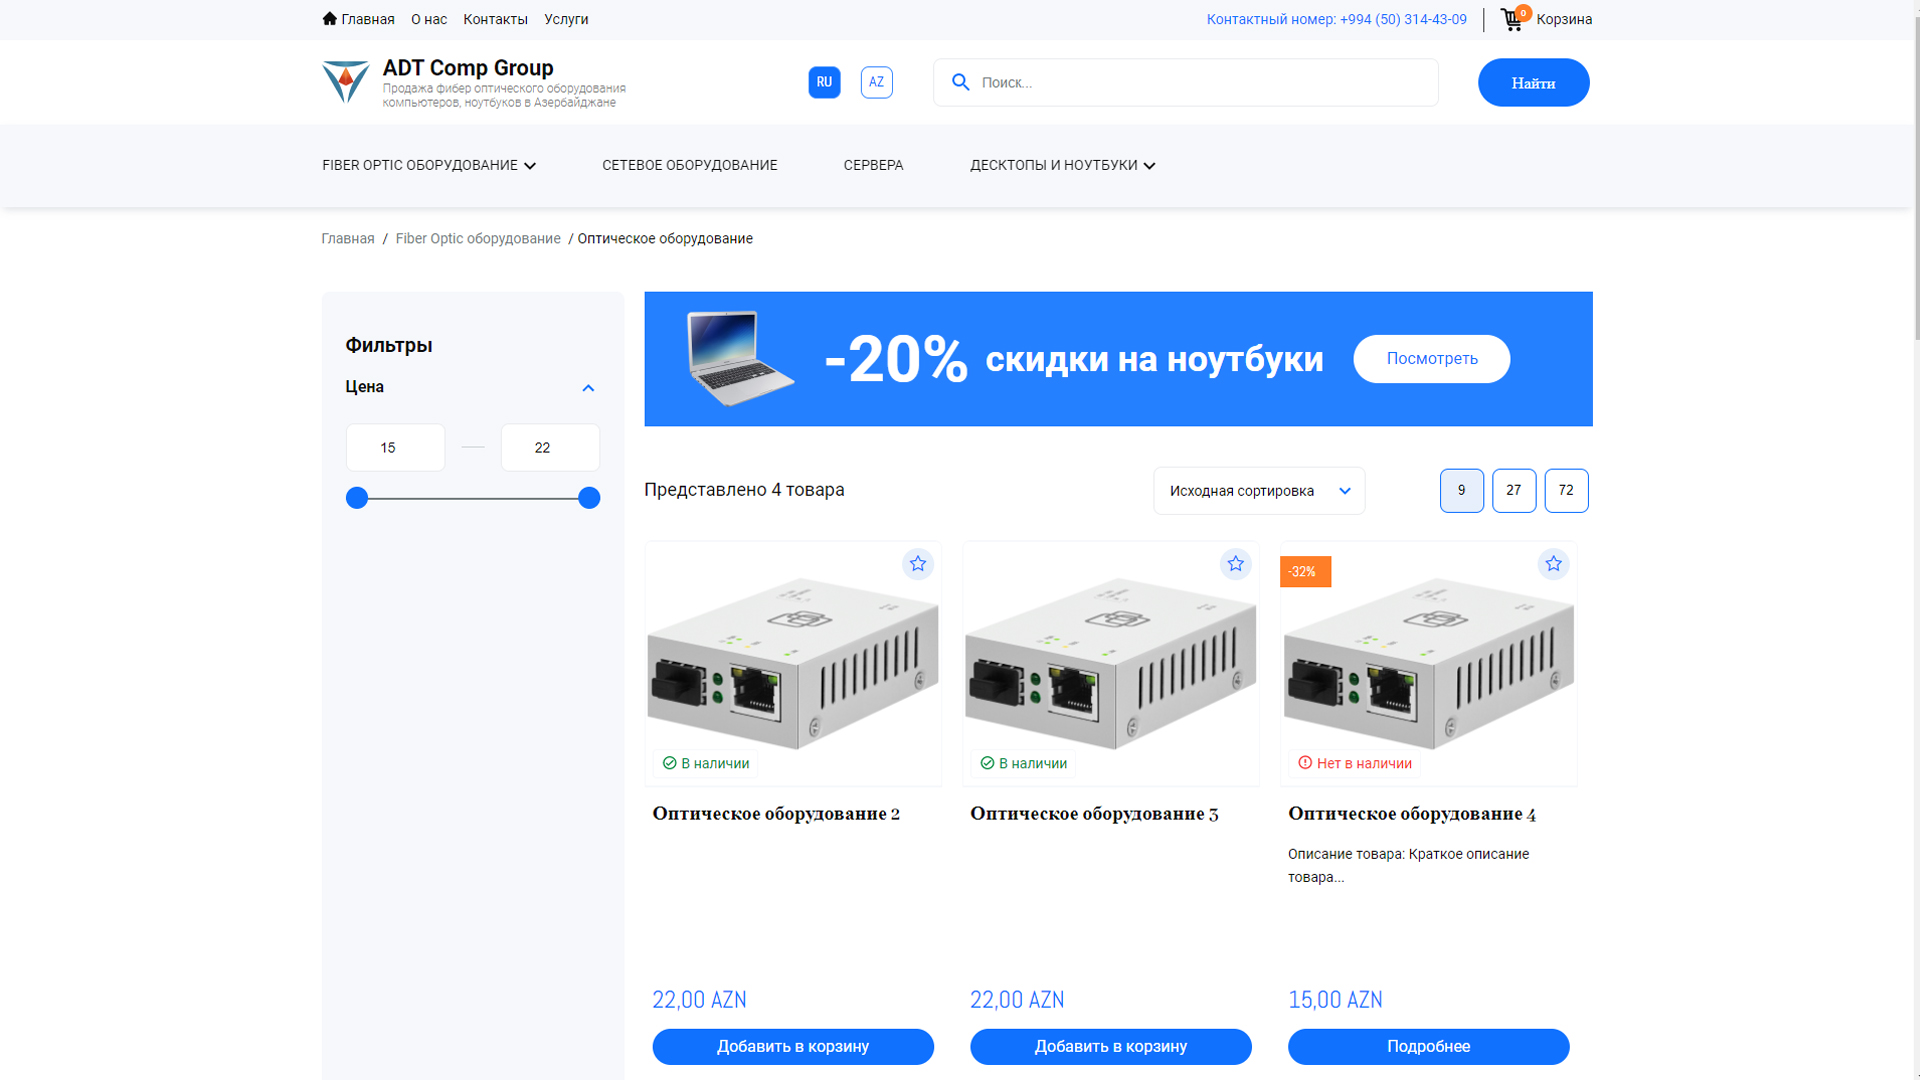 Главная О нас Контакты Услуги
Контактный номер: +994 (50) 314-43-09
0
Корзина
ADT Comp Group
Продажа фибер оптического оборудования
компьютеров, ноутбуков в Азербайджане
RU
AZ
Поиск...
Найти
FIBER OPTIC ОБОРУДОВАНИЕ
СЕТЕВОЕ ОБОРУДОВАНИЕ
СЕРВЕРА
ДЕСКТОПЫ И НОУТБУКИ
Главная / Fiber Optic оборудование / Оптическое оборудование
Фильтры
Цена
15
22
-20% скидки на ноутбуки
Посмотреть
Представлено 4 товара
Исходная сортировка
9
27
72
-32%
В наличии
В наличии
Нет в наличии
Оптическое оборудование 2
Оптическое оборудование 3
Оптическое оборудование 4
Описание товара: Краткое описание
товара...
22,00 AZN
22,00 AZN
15,00 AZN
Добавить в корзину
Добавить в корзину
Подробнее